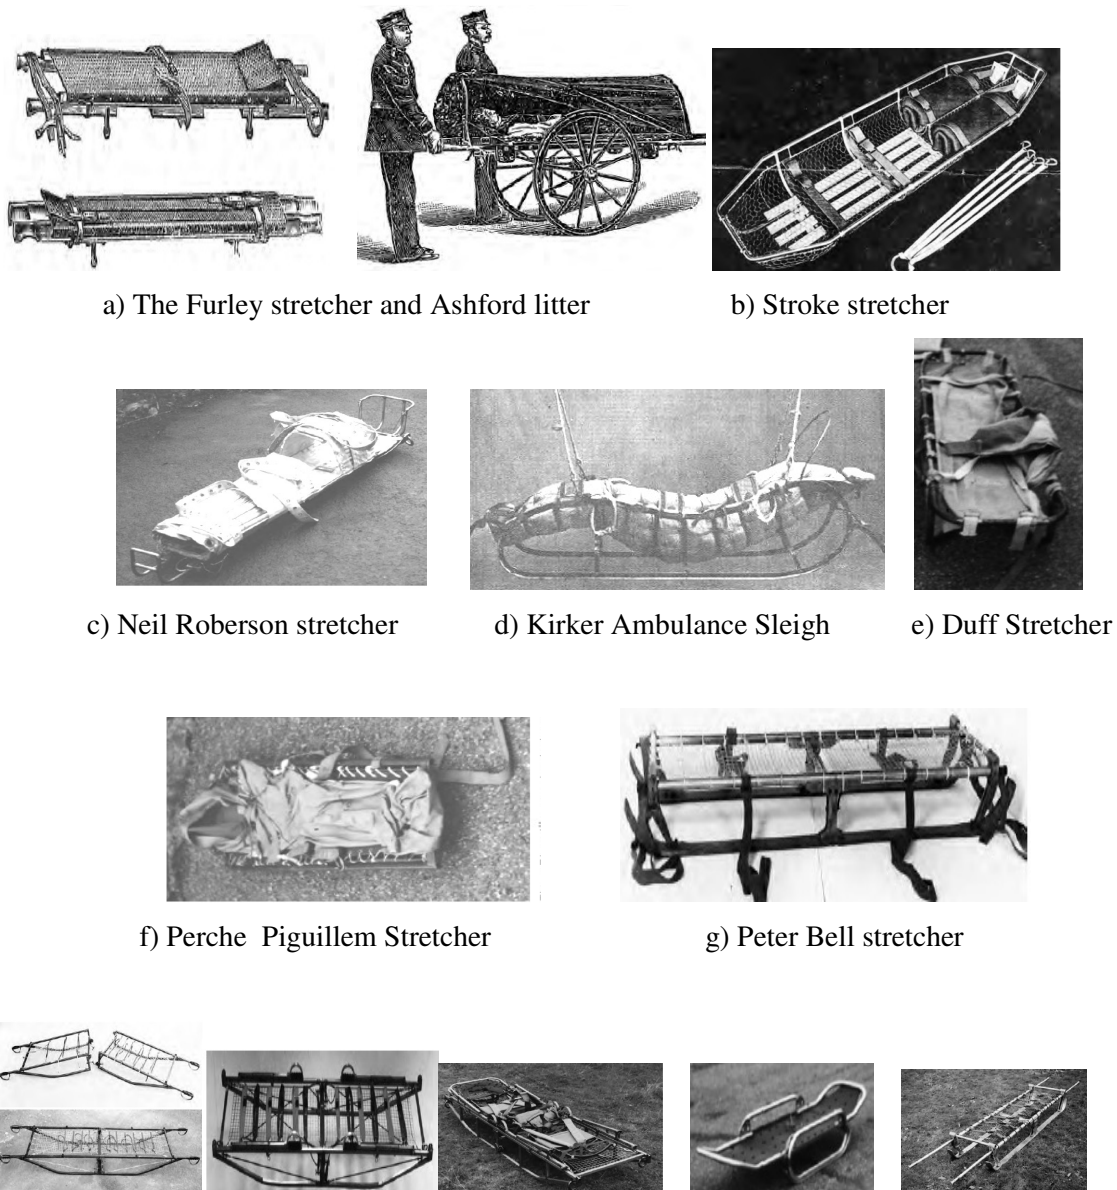 a) The Furley stretcher and Ashford litter
b) Stroke stretcher
c) Neil Roberson stretcher
d) Kirker Ambulance Sleigh
e) Duff Stretcher
f) Perche Piguillem Stretcher
g) Peter Bell stretcher